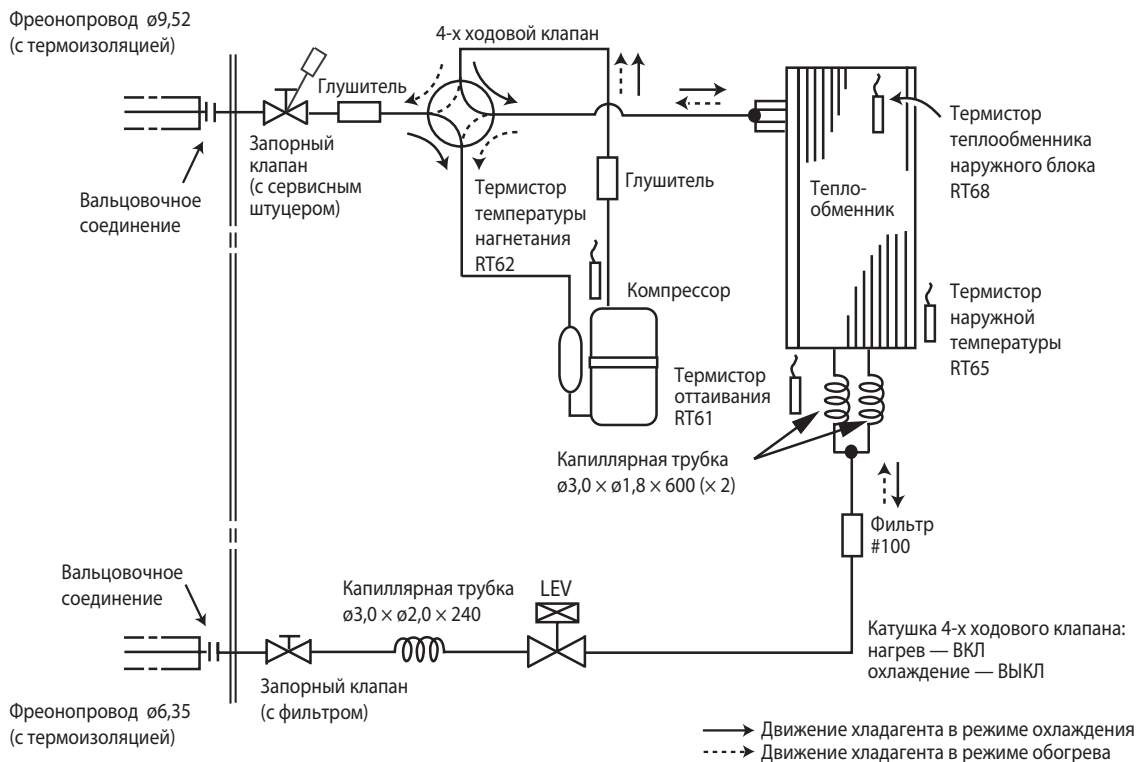 Фреонопровод ø9,52
(с термоизоляцией)
4-х ходовой клапан
Глушитель
Запорный
клапан
(с сервисным
штуцером)
Вальцовочное
соединение
Термистор
температуры
нагнетания
RT62
Глушитель
Компрессор
Тепло-
обменник
Термистор
теплообменника
наружного блока
RT68
Термистор
наружной
температуры
RT65
Термистор
оттаивания
RT61
Капиллярная трубка
ø3,0 × ø1,8 × 600 (× 2)
Фильтр
#100
Вальцовочное
соединение
Капиллярная трубка
ø3,0 × ø2,0 × 240
LEV
Запорный клапан
(с фильтром)
Фреонопровод ø6,35
(с термоизоляцией)
Катушка 4-х ходового клапана:
нагрев — ВКЛ
охлаждение — ВЫКЛ
Движение хладагента в режиме охлаждения
Движение хладагента в режиме обогрева